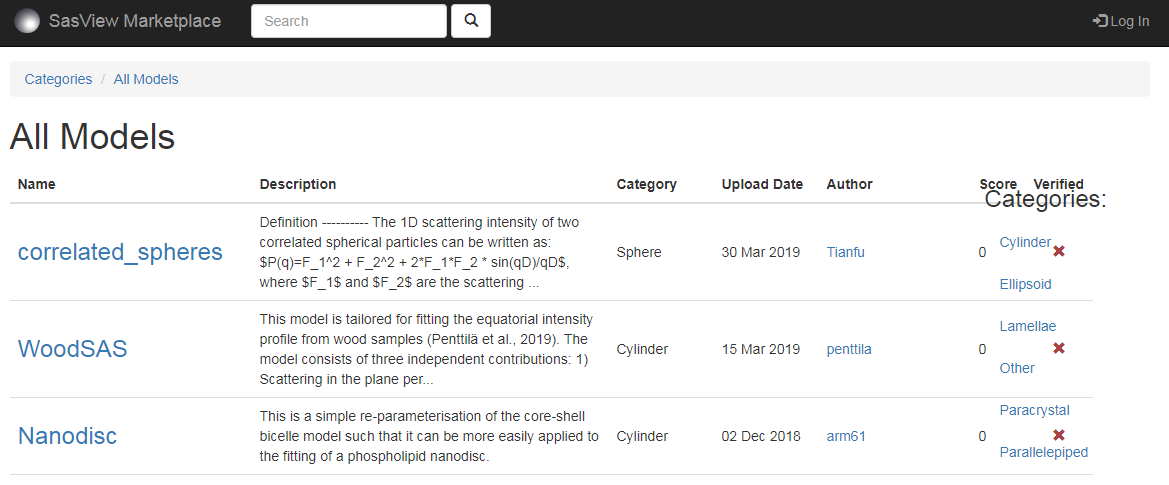 SasView Marketplace Search Log In
Categories / All Models
All Models
Name Description Category Upload Date Author Score Verified
Categories:
correlated_spheres
Definition ---------- The 1D scattering intensity of two
correlated spherical particles can be written as:
$P(q)=F_1^2 + F_2^2 + 2*F_1*F_2 * sin(qD)/qD$,
where $F_1$ and $F_2$ are the scattering ...
Sphere 30 Mar 2019 Tianfu 0
WoodSAS
This model is tailored for fitting the equatorial intensity
profile from wood samples (Penttilä et al., 2019). The
model consists of three independent contributions: 1)
Scattering in the plane per...
Cylinder 15 Mar 2019 penttila 0
Nanodisc
This is a simple re-parameterisation of the core-shell
bicelle model such that it can be more easily applied to
the fitting of a phospholipid nanodisc.
Cylinder 02 Dec 2018 arm61 0
Cylinder
Ellipsoid
Lamellae
Other
Paracrystal
Parallelepiped